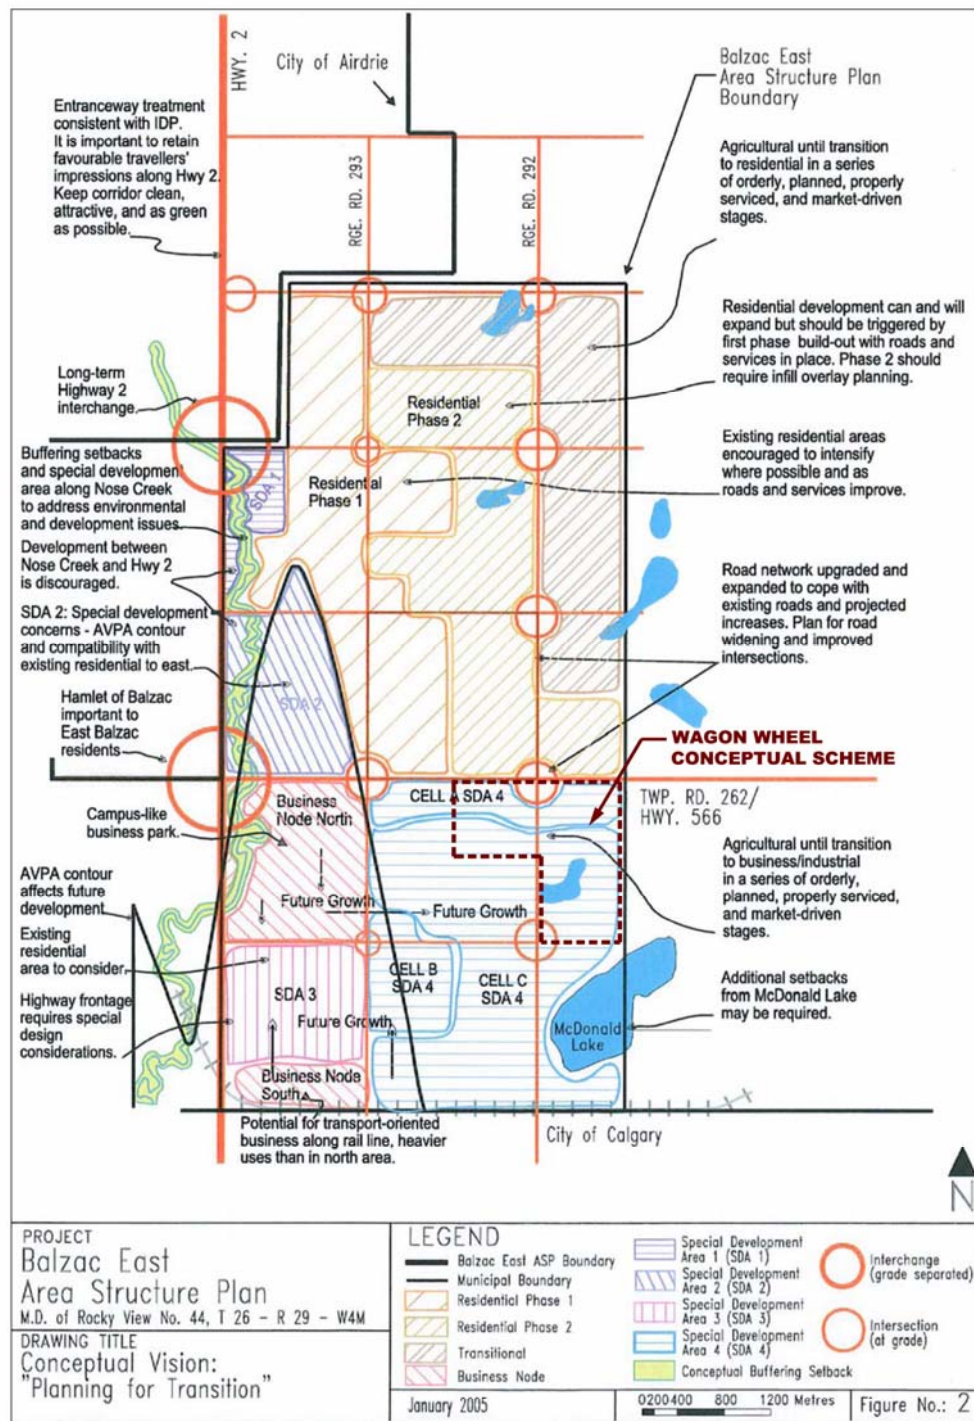 HWY. 2
City of Airdrie
Balzac East
Area Structure Plan
Boundary
Entranceway treatment
consistent with IDP.
It is important to retain
favourable travellers'
impressions along Hwy 2.
Keep corridor clean,
attractive, and as green
as possible.
RGE. RD. 293
RGE. RD. 292
Agricultural until transition
to residential in a series
of orderly, planned, properly
serviced, and market-driven
stages.
Residential development can and will
expand but should be triggered by
first phase build-out with roads and
services in place. Phase 2 should
require infill overlay planning.
Long-term
Highway 2
interchange.
Residential
Phase 2
Buffering setbacks
and special development
area along Nose Creek
to address environmental
and development issues.
SDA 1
Residential
Phase 1
Existing residential areas
encouraged to intensify
where possible and as
roads and services improve.
Development between
Nose Creek and Hwy 2
is discouraged.
Road network upgraded and
expanded to cope with
existing roads and projected
increases. Plan for road
widening and improved
intersections.
SDA 2: Special development
concerns - AVPA contour
and compatibility with
existing residential to east.
SDA 2
Hamlet of Balzac
important to
East Balzac
residents
WAGON WHEEL
CONCEPTUAL SCHEME
Campus-like
business park.
Business
Node North
CELL A SDA 4
TWP. RD. 262/
HWY. 566
Agricultural until transition
to business/industrial
in a series of orderly,
planned, properly serviced,
and market-driven
stages.
AVPA contour
affects future
development
Future Growth
Future Growth
Existing
residential
area to consider
CELL B
SDA 4
CELL C
SDA 4
Highway frontage
requires special
design
considerations.
SDA 3
Future Growth
Additional setbacks
from McDonald Lake
may be required.
McDonald
Lake
Business Node
South
Potential for transport-oriented
business along rail line, heavier
uses than in north area.
City of Calgary
N
PROJECT
Balzac East
Area Structure Plan
M.D. of Rocky View No. 44, T 26 - R 29 - W4M
DRAWING TITLE
Conceptual Vision:
"Planning for Transition"
LEGEND
Balzac East ASP Boundary
Municipal Boundary
Residential Phase 1
Residential Phase 2
Transitional
Business Node
Special Development
Area 1 (SDA 1)
Special Development
Area 2 (SDA 2)
Special Development
Area 3 (SDA 3)
Special Development
Area 4 (SDA 4)
Conceptual Buffering Setback
Interchange
(grade separated)
Intersection
(at grade)
January 2005
0200400 800 1200 Metres
Figure No.: 2